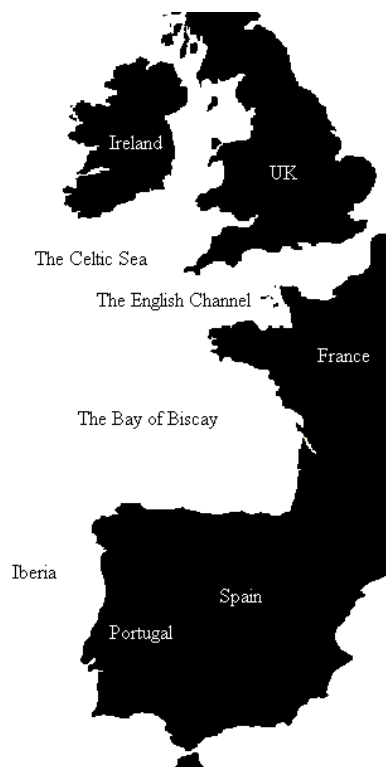 Ireland
UK
The Celtic Sea
The English Channel
France
The Bay of Biscay
Iberia
Spain
Portugal